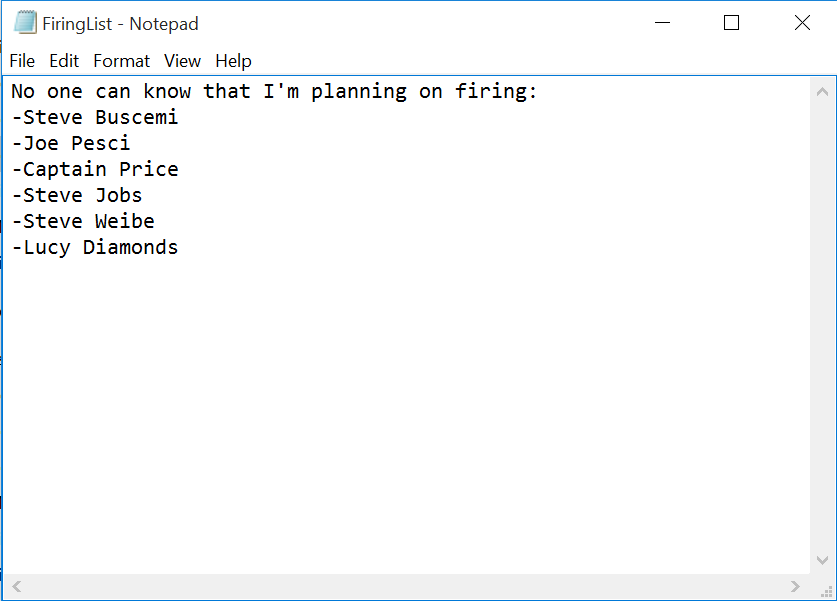 FiringList - Notepad
File Edit Format View Help
No one can know that I'm planning on firing:
-Steve Buscemi
-Joe Pesci
-Captain Price
-Steve Jobs
-Steve Weibe
-Lucy Diamonds